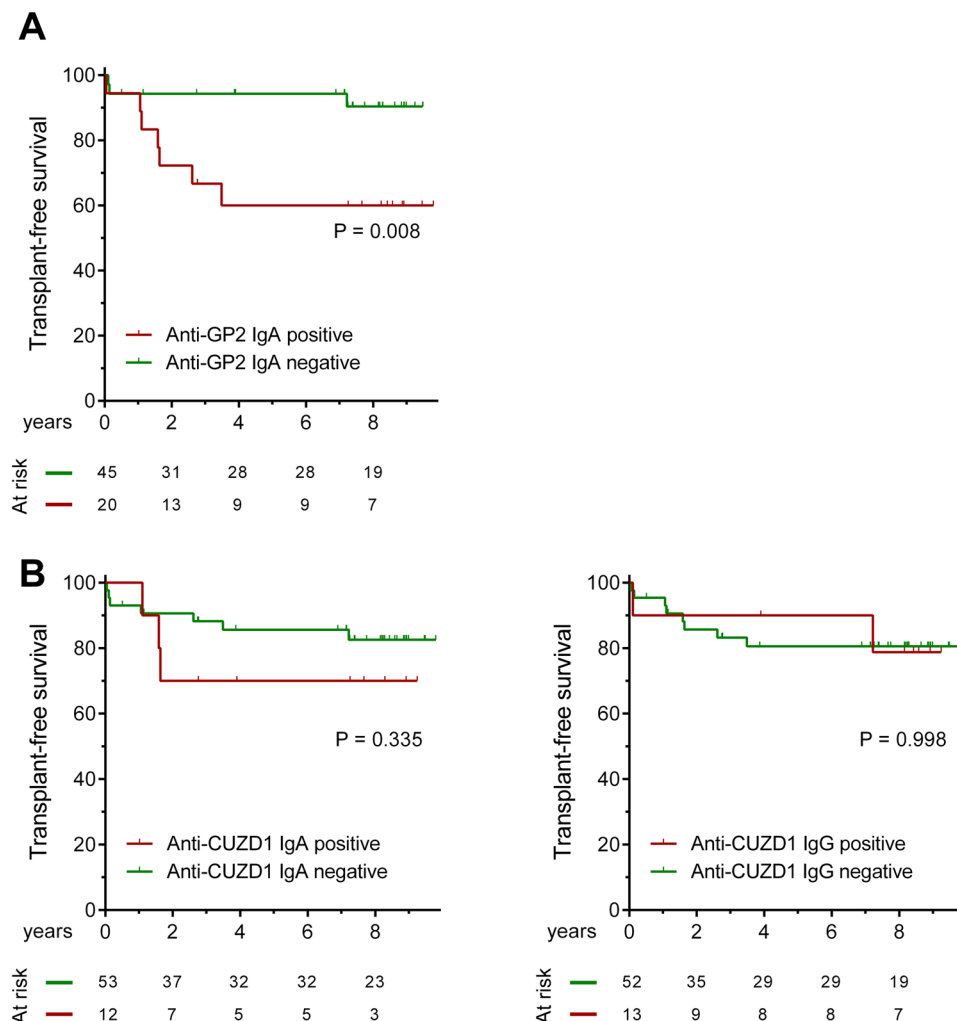 A
Transplant-free survival
100
80
60
40
20
0
P = 0.008
Anti-GP2 IgA positive
Anti-GP2 IgA negative
years 0 2 4 6 8
At risk
45 31 28 28 19
20 13 9 9 7
B
Transplant-free survival
100
80
60
40
20
0
P = 0.335
Anti-CUZD1 IgA positive
Anti-CUZD1 IgA negative
years 0 2 4 6 8
At risk
53 37 32 32 23
12 7 5 5 3
Transplant-free survival
100
80
60
40
20
0
P = 0.998
Anti-CUZD1 IgG positive
Anti-CUZD1 IgG negative
years 0 2 4 6 8
At risk
52 35 29 29 19
13 9 8 8 7